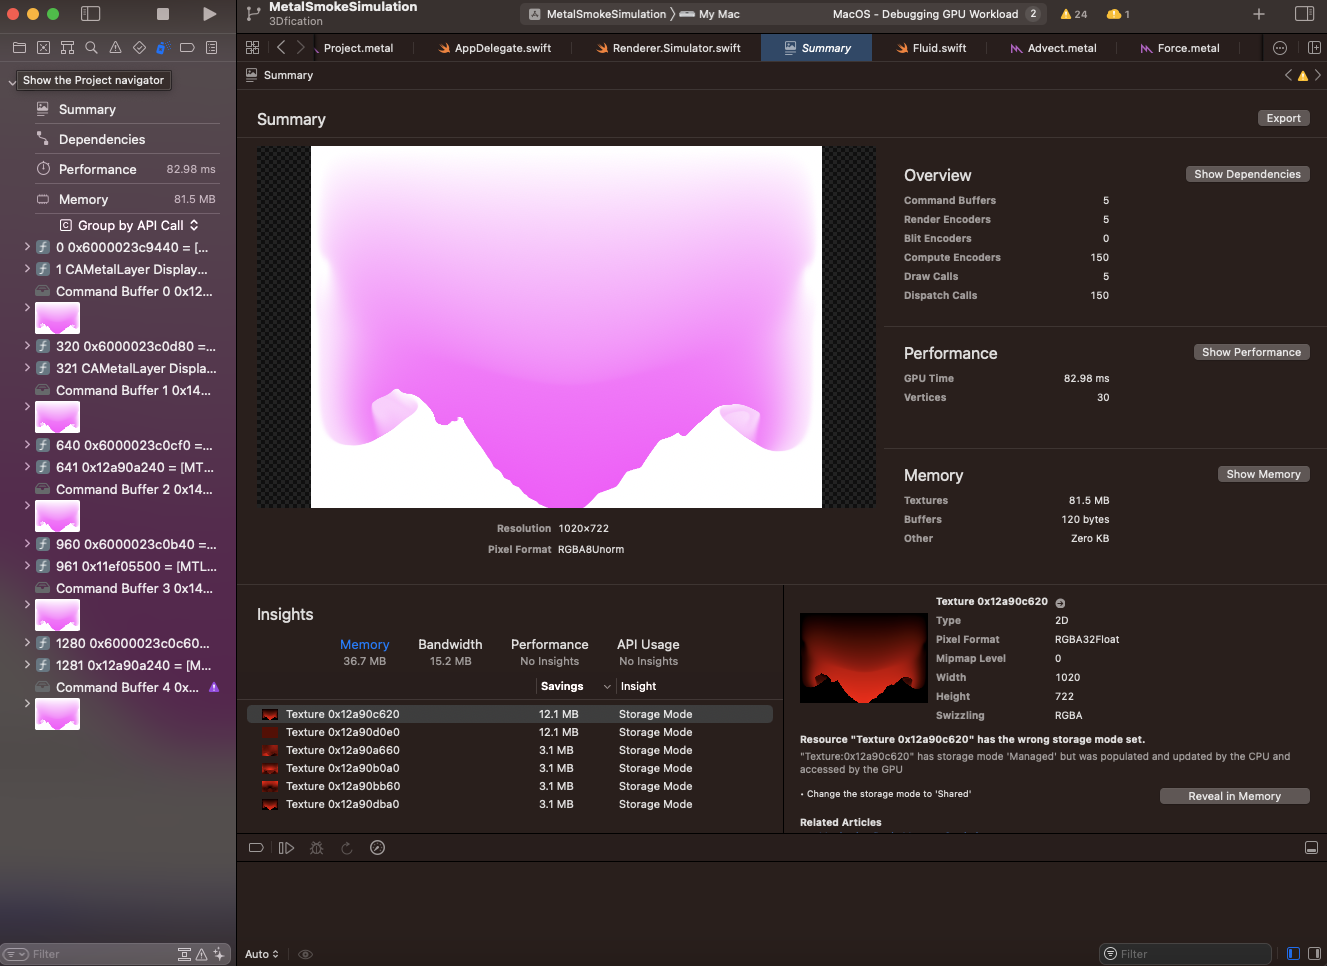 MetalSmokeSimulation
3Dfication
MetalSmokeSimulation
My Mac
MacOS - Debugging GPU Workload 2
24
1
Project.metal
AppDelegate.swift
Renderer.Simulator.swift
Summary
Fluid.swift
Advect.metal
Force.metal
Show the Project navigator
Summary
Summary
Dependencies
Performance 82.98 ms
Memory 81.5 MB
Group by API Call
0 0x6000023c9440 = [...
1 CAMetalLayer Display...
Command Buffer 0 0x12...
320 0x6000023c0d80 =...
321 CAMetalLayer Displa...
Command Buffer 1 0x14...
640 0x6000023c0cf0 =...
641 0x12a90a240 = [MT...
Command Buffer 2 0x14...
960 0x6000023c0b40 =...
961 0x11ef05500 = [MTL...
Command Buffer 3 0x14...
1280 0x6000023c0c60...
1281 0x12a90a240 = [M...
Command Buffer 4 0x...
Filter
Summary
Export
Resolution 1020×722
Pixel Format RGBA8Unorm
Overview
Show Dependencies
Command Buffers 5
Render Encoders 5
Blit Encoders 0
Compute Encoders 150
Draw Calls 5
Dispatch Calls 150
Performance
Show Performance
GPU Time 82.98 ms
Vertices 30
Memory
Show Memory
Textures 81.5 MB
Buffers 120 bytes
Other Zero KB
Insights
Memory Bandwidth Performance API Usage
36.7 MB 15.2 MB No Insights No Insights
Savings Insight
Texture 0x12a90c620 12.1 MB Storage Mode
Texture 0x12a90d0e0 12.1 MB Storage Mode
Texture 0x12a90a660 3.1 MB Storage Mode
Texture 0x12a90b0a0 3.1 MB Storage Mode
Texture 0x12a90bb60 3.1 MB Storage Mode
Texture 0x12a90dba0 3.1 MB Storage Mode
Texture 0x12a90c620
Type 2D
Pixel Format RGBA32Float
Mipmap Level 0
Width 1020
Height 722
Swizzling RGBA
Resource "Texture 0x12a90c620" has the wrong storage mode set.
"Texture:0x12a90c620" has storage mode 'Managed' but was populated and updated by the CPU and
accessed by the GPU
• Change the storage mode to 'Shared'
Reveal in Memory
Related Articles
Auto
Filter